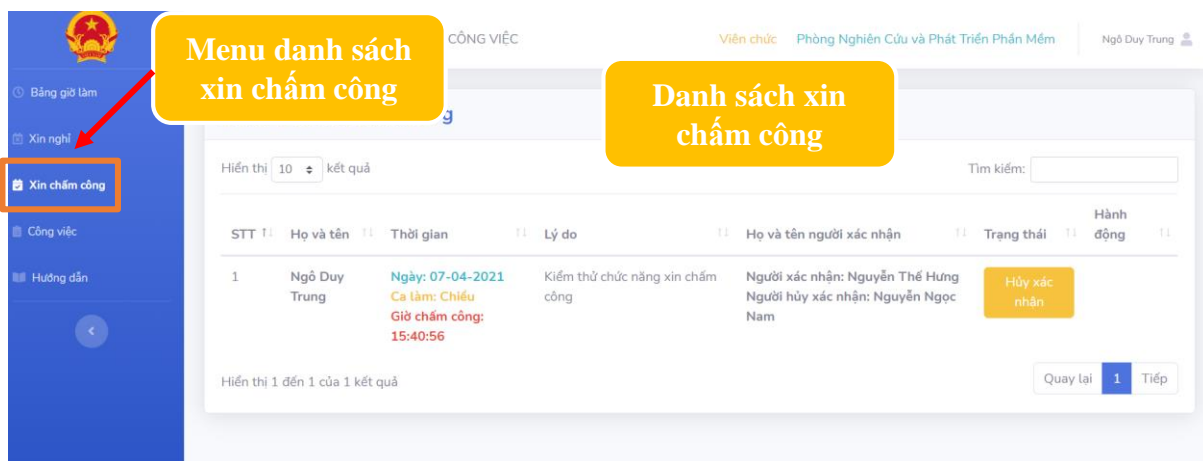 Menu danh sách
xin chấm công
CÔNG VIỆC
Viên chức Phòng Nghiên Cứu và Phát Triển Phần Mềm Ngô Duy Trung
Danh sách xin
chấm công
g
Bảng giờ làm
Xin nghỉ
Xin chấm công
Công việc
Hướng dẫn
Hiển thị 10 kết quả
Tìm kiếm:
STT Họ và tên Thời gian Lý do Họ và tên người xác nhận Trạng thái Hành
động
1 Ngô Duy Ngày: 07-04-2021 Kiểm thử chức năng xin chấm Người xác nhận: Nguyễn Thế Hưng Hủy xác
Trung Ca làm: Chiều công Người hủy xác nhận: Nguyễn Ngọc nhận
Giờ chấm công: Nam
15:40:56
Hiển thị 1 đến 1 của 1 kết quả
Quay lại 1 Tiếp